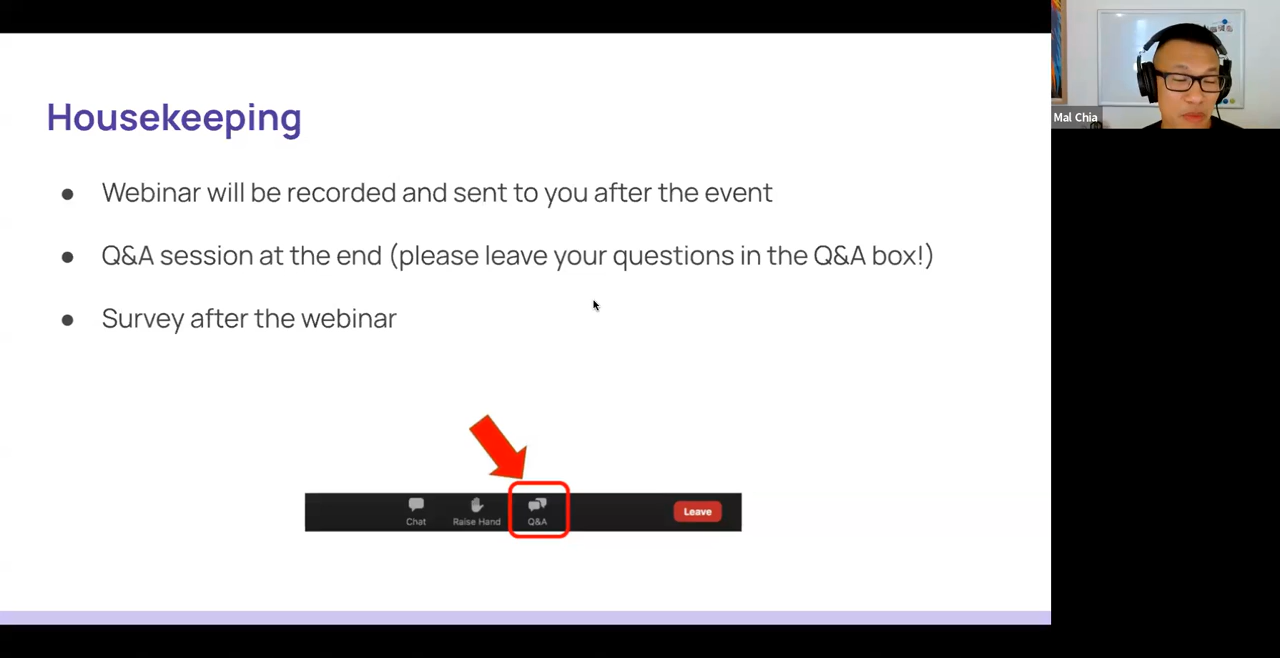 Housekeeping
● Webinar will be recorded and sent to you after the event
● Q&A session at the end (please leave your questions in the Q&A box!)
● Survey after the webinar
Mal Chia
Chat
Raise Hand
Q&A
Leave